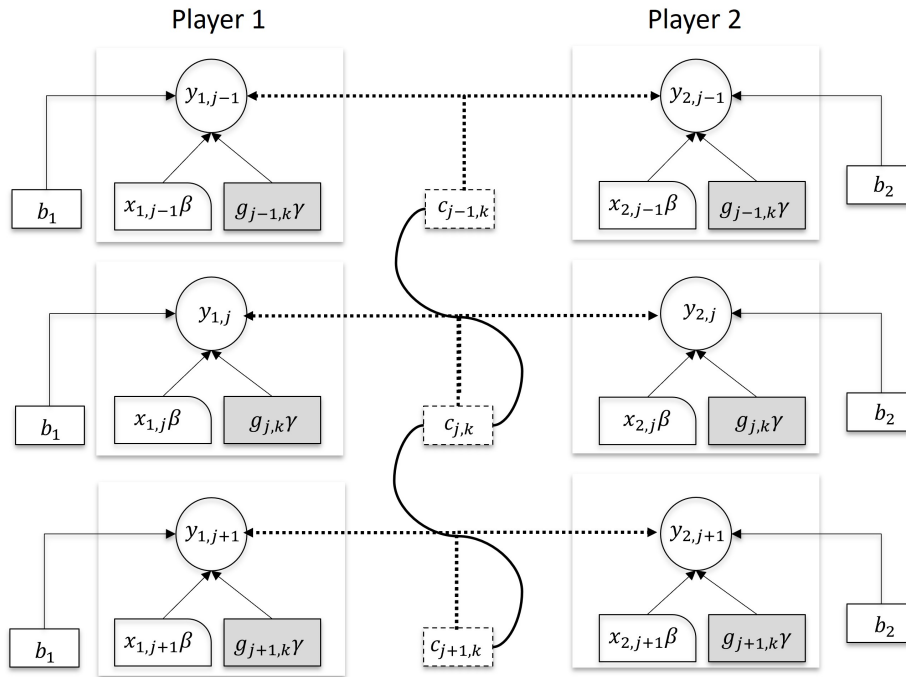 Player 1 Player 2
y₁,ⱼ₋₁ y₂,ⱼ₋₁
b₁ x₁,ⱼ₋₁β gⱼ₋₁,ₖγ cⱼ₋₁,ₖ x₂,ⱼ₋₁β gⱼ₋₁,ₖγ b₂
y₁,ⱼ y₂,ⱼ
b₁ x₁,ⱼβ gⱼ,ₖγ cⱼ,ₖ x₂,ⱼβ gⱼ,ₖγ b₂
y₁,ⱼ₊₁ y₂,ⱼ₊₁
b₁ x₁,ⱼ₊₁β gⱼ₊₁,ₖγ cⱼ₊₁,ₖ x₂,ⱼ₊₁β gⱼ₊₁,ₖγ b₂